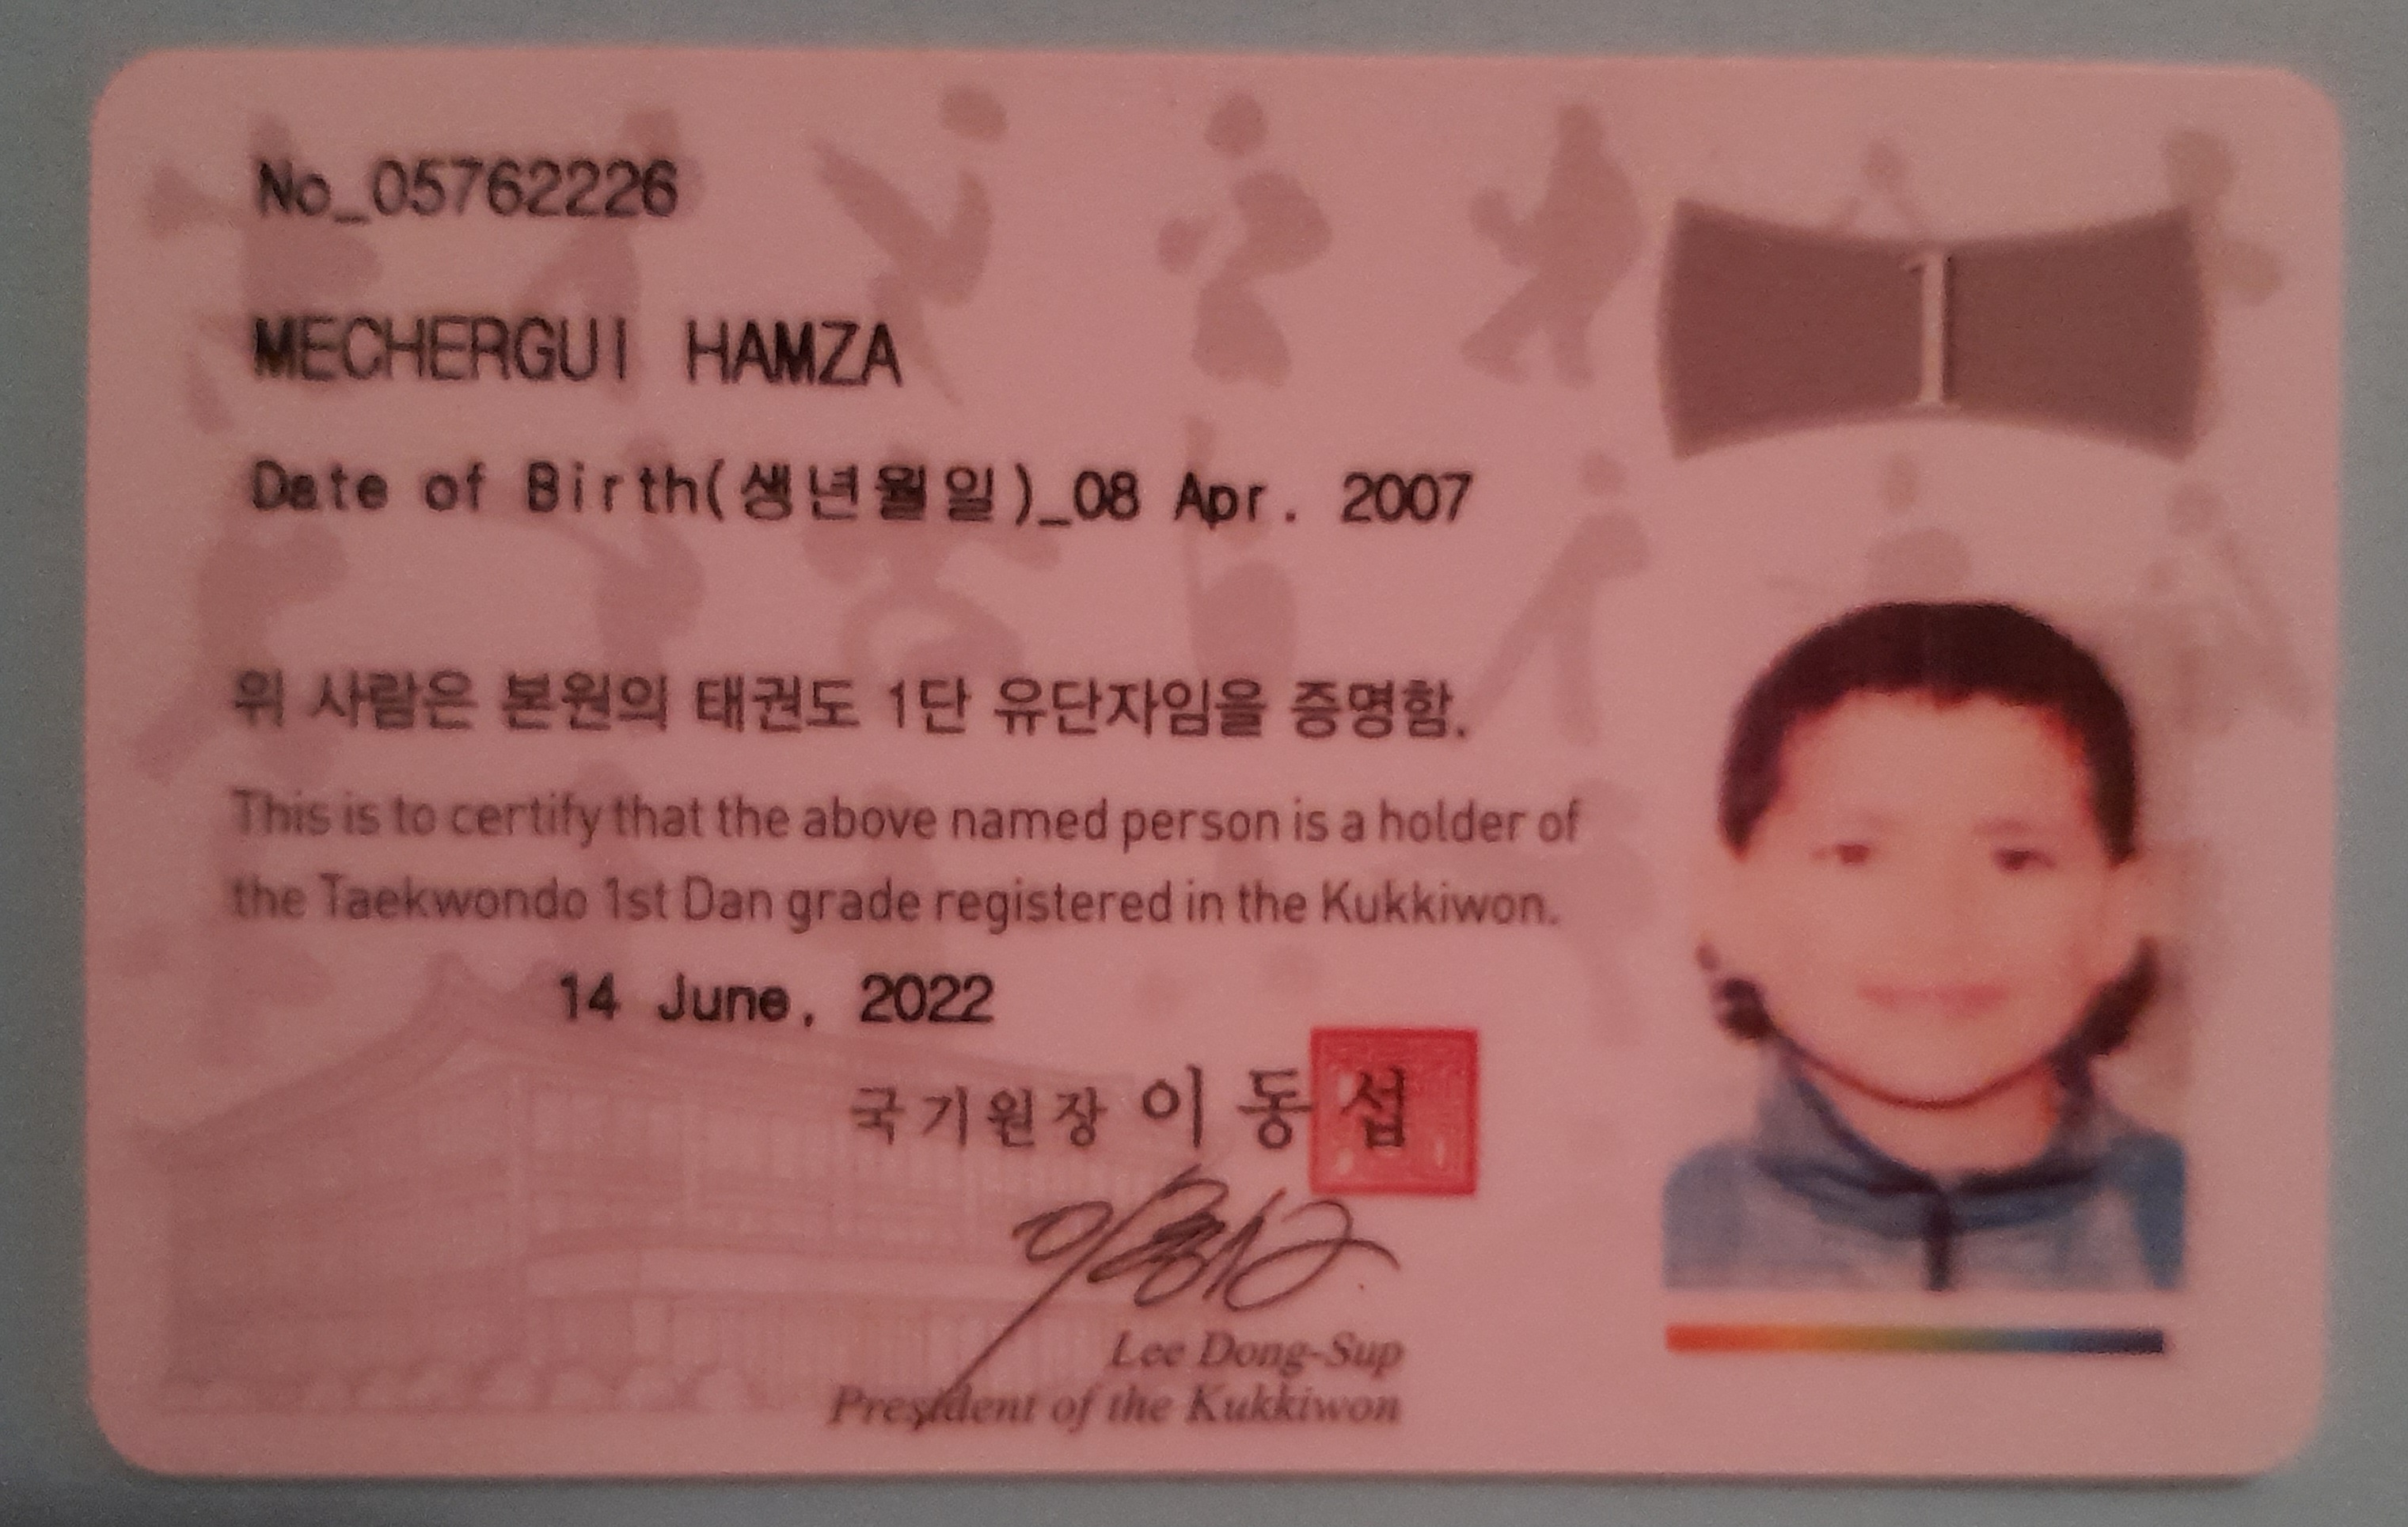 No_05762226
1
MECHERGUI HAMZA
Date of Birth(생년월일)_08 Apr. 2007
위 사람은 본원의 태권도 1단 유단자임을 증명함.
This is to certify that the above named person is a holder of
the Taekwondo 1st Dan grade registered in the Kukkiwon.
14 June, 2022
국기원장 이동섭
Lee Dong-Sup
President of the Kukkiwon